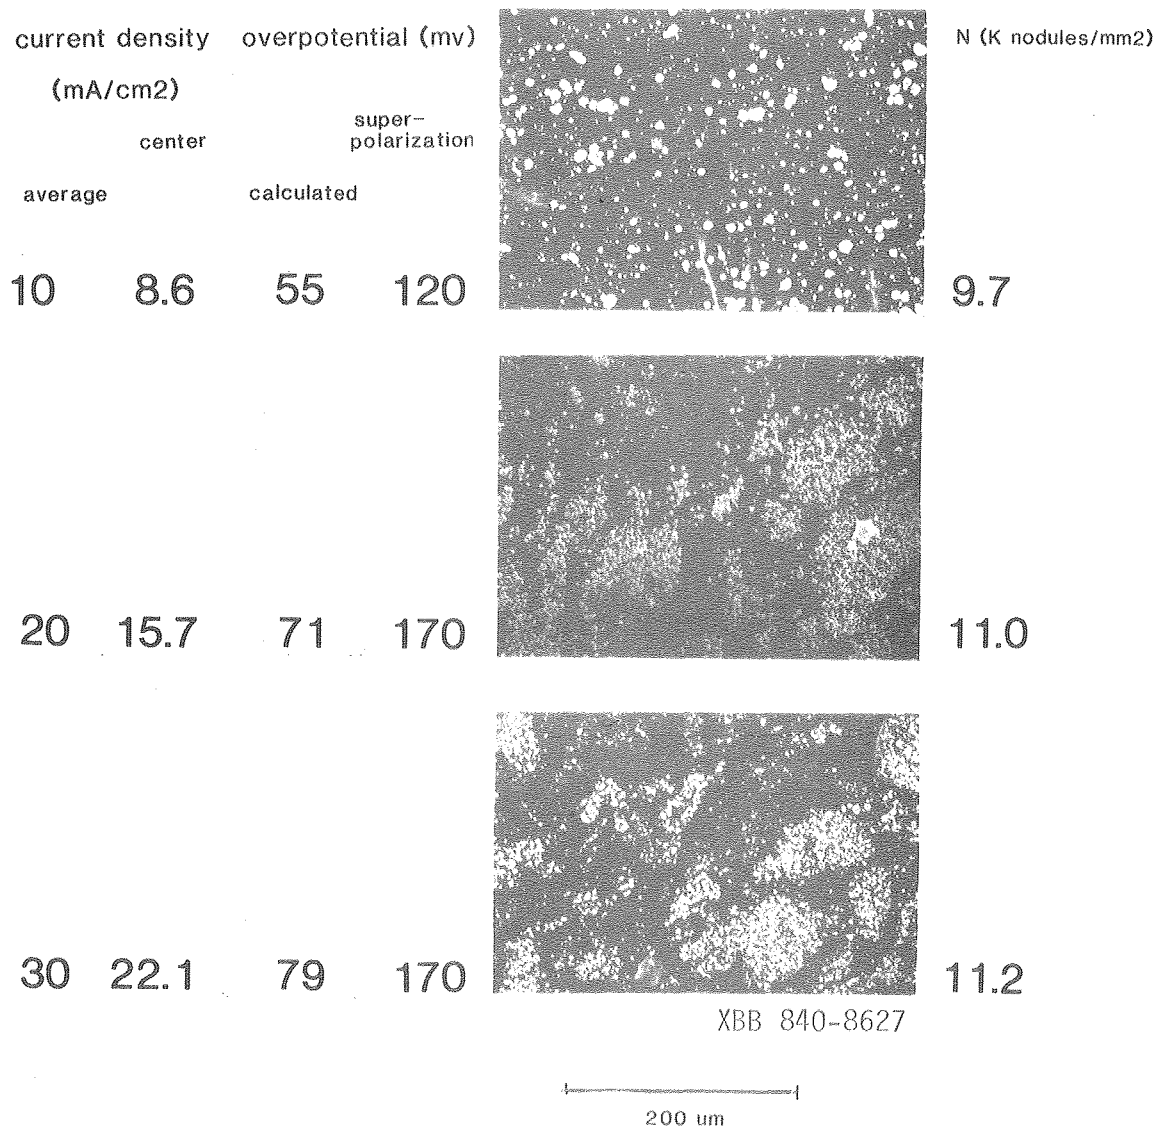 current density overpotential (mv) N (K nodules/mm2)
(mA/cm2)
super-
center polarization
average calculated
10 8.6 55 120 9.7
20 15.7 71 170 11.0
30 22.1 79 170 11.2
XBB 840-8627
200 um